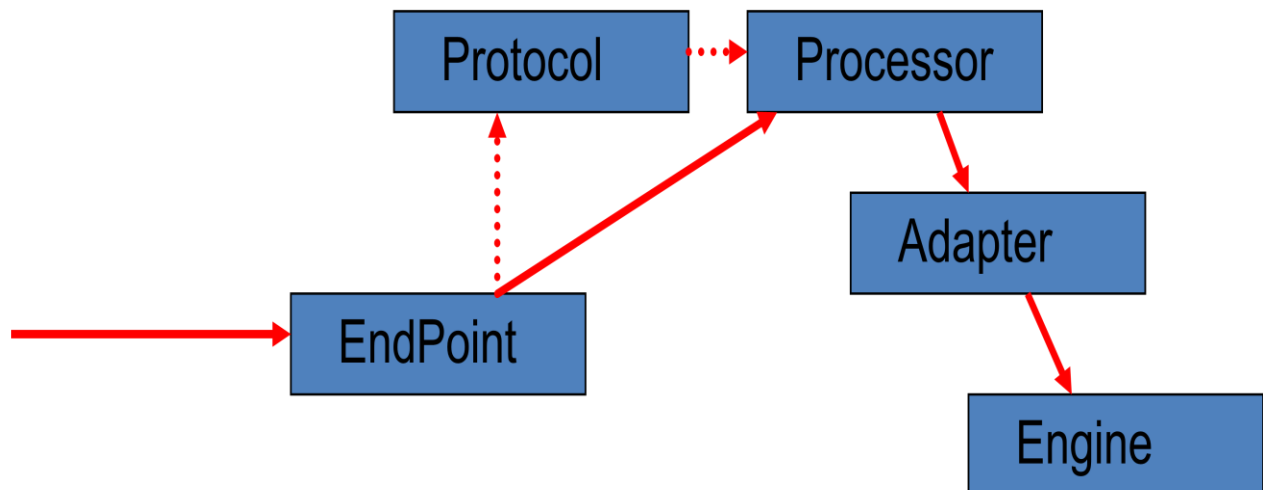 Protocol
Processor
Adapter
EndPoint
Engine